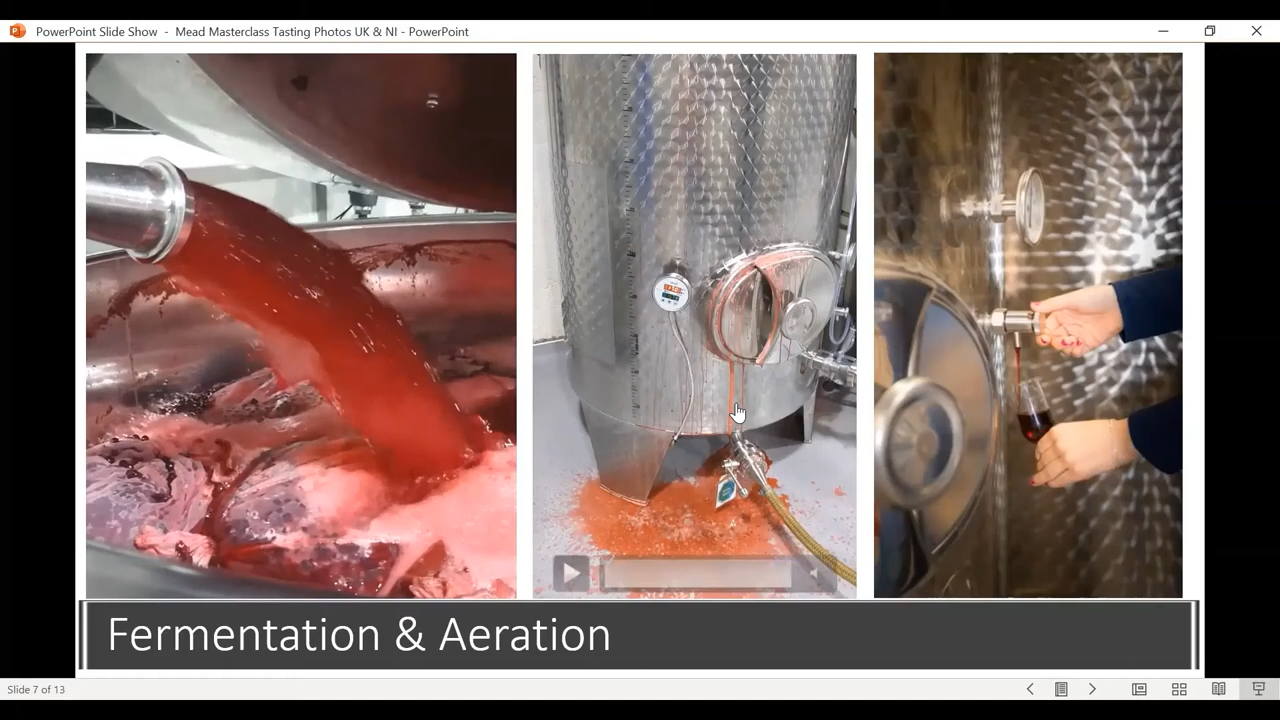 PowerPoint Slide Show - Mead Masterclass Tasting Photos UK & NI - PowerPoint
Fermentation & Aeration
Slide 7 of 13